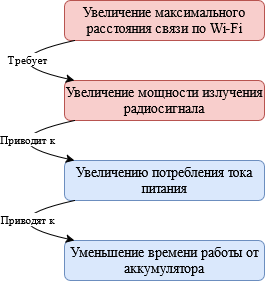 Увеличение максимального
расстояния связи по Wi-Fi
Требует
Увеличение мощности излучения
радиосигнала
Приводит к
Увеличению потребления тока
питания
Приводят к
Уменьшение времени работы от
аккумулятора